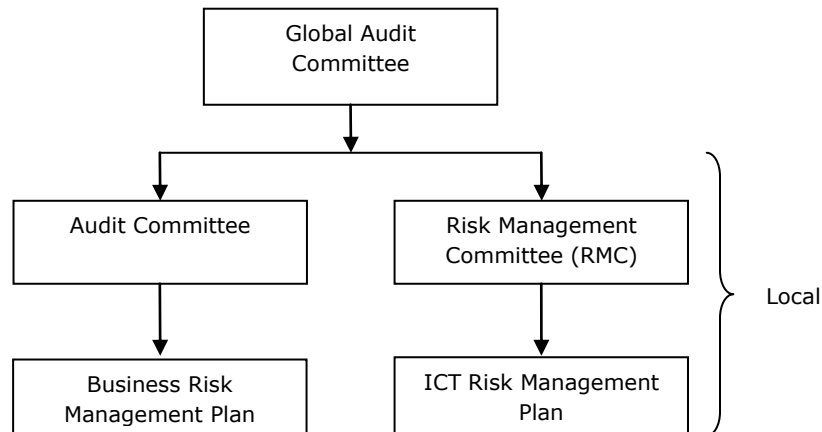 Global Audit
Committee
Audit Committee
Risk Management
Committee (RMC)
Local
Business Risk
Management Plan
ICT Risk Management
Plan